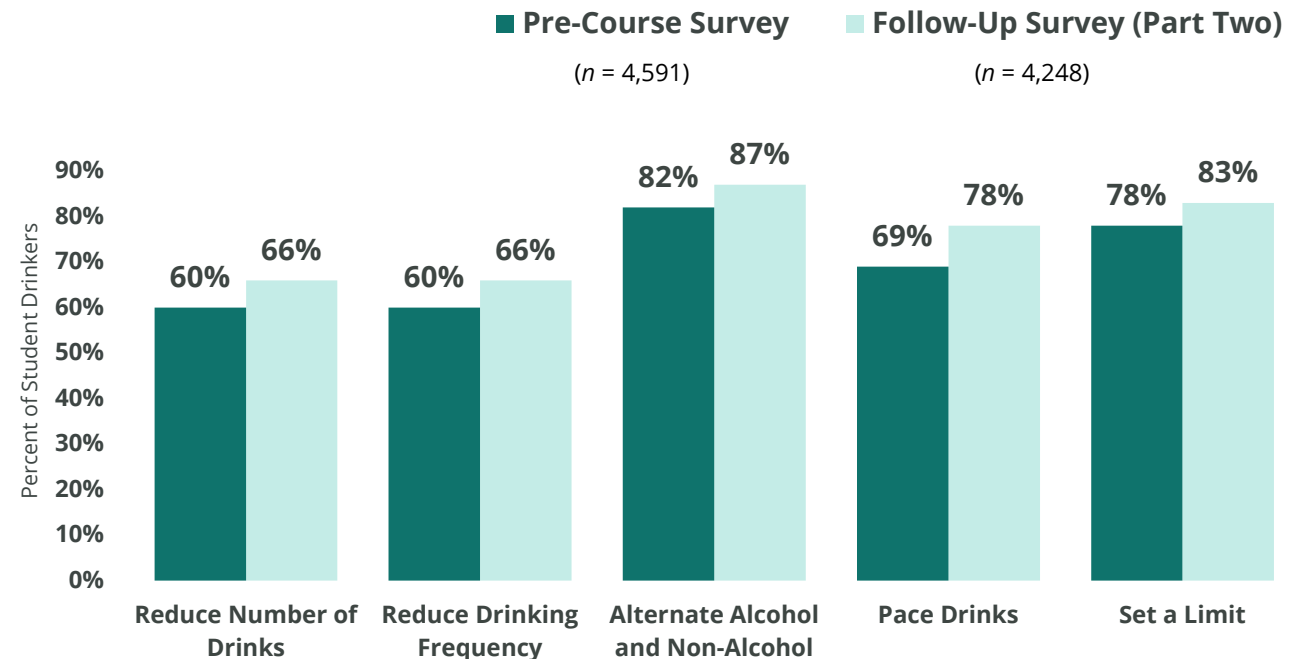 Pre-Course Survey
Follow-Up Survey (Part Two)
(n = 4,591)
(n = 4,248)
Percent of Student Drinkers
90%
80%
70%
60%
50%
40%
30%
20%
10%
0%
60%
66%
60%
66%
82%
87%
69%
78%
78%
83%
Reduce Number of
Drinks
Reduce Drinking
Frequency
Alternate Alcohol
and Non-Alcohol
Pace Drinks
Set a Limit